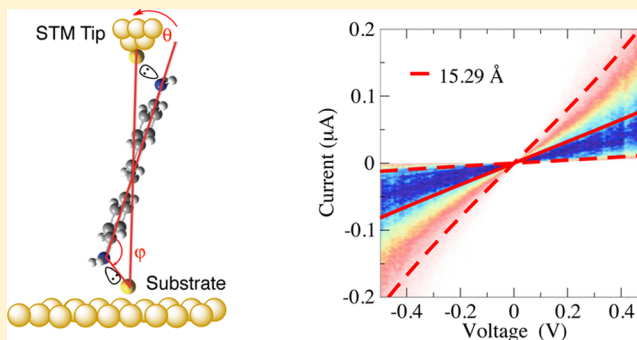 STM Tip
θ
φ
Substrate
Current (μA)
0.2
0.1
0
-0.1
-0.2
15.29 Å
-0.4 -0.2 0 0.2 0.4
Voltage (V)